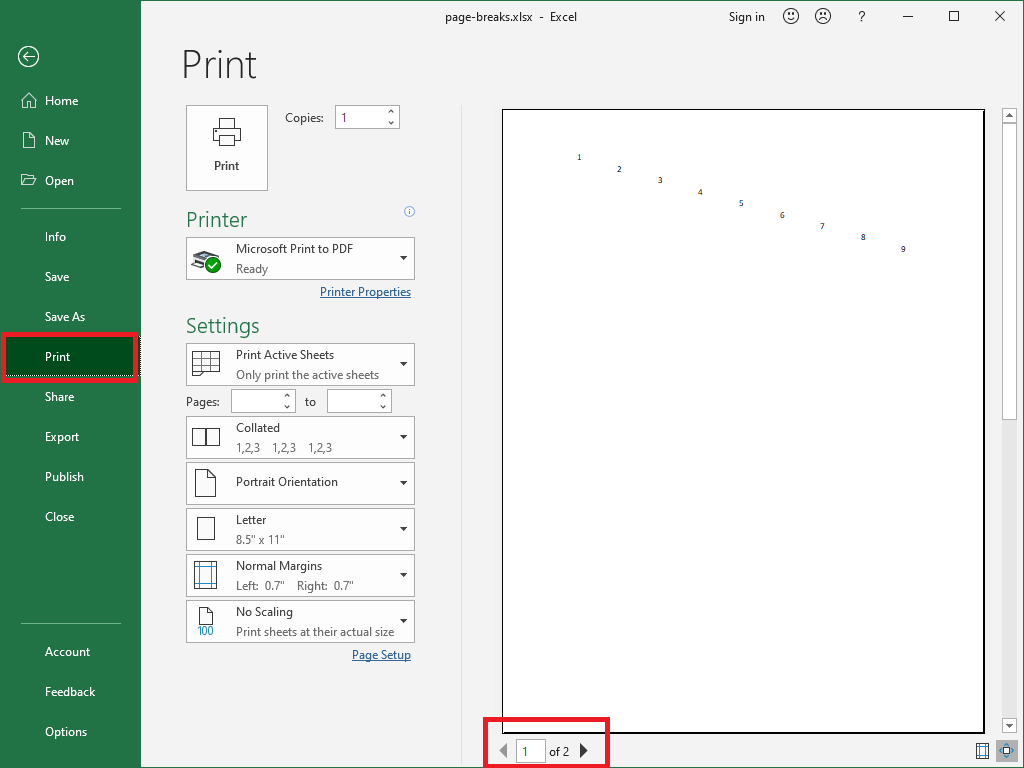 page-breaks.xlsx - Excel
Sign in
?
Home
New
Open
Info
Save
Save As
Print
Share
Export
Publish
Close
Account
Feedback
Options
Print
Print
Copies: 1
Printer
Microsoft Print to PDF
Ready
Printer Properties
Settings
Print Active Sheets
Only print the active sheets
Pages: to
Collated
1,2,3 1,2,3 1,2,3
Portrait Orientation
Letter
8.5" x 11"
Normal Margins
Left: 0.7" Right: 0.7"
No Scaling
100
Print sheets at their actual size
Page Setup
1
2
3
4
5
6
7
8
9
1 of 2